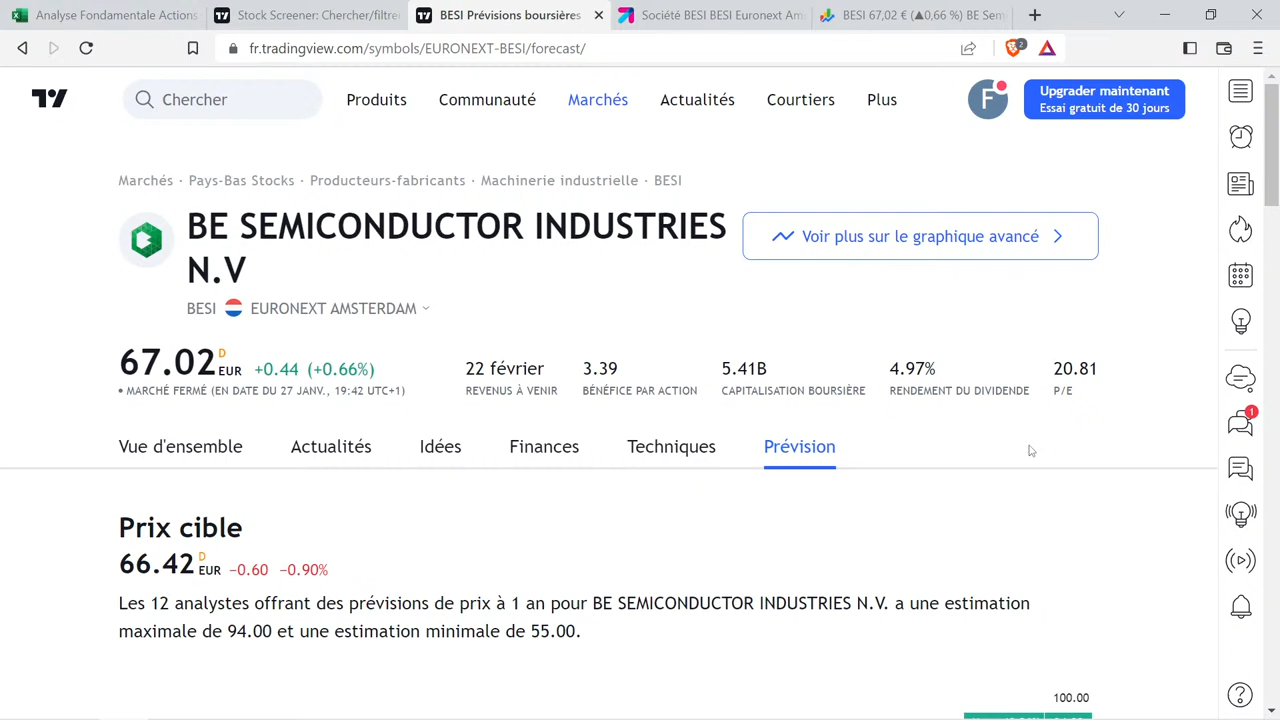 Analyse Fondamentale Actions
Stock Screener: Chercher/filtre
BESI Prévisions boursières
Société BESI BESI Euronext Am
BESI 67,02 € (▲0,66 %) BE Sem
fr.tradingview.com/symbols/EURONEXT-BESI/forecast/
2
Chercher
Produits
Communauté
Marchés
Actualités
Courtiers
Plus
F
Upgrader maintenant
Essai gratuit de 30 jours
Marchés · Pays-Bas Stocks · Producteurs-fabricants · Machinerie industrielle · BESI
BE SEMICONDUCTOR INDUSTRIES
N.V
Voir plus sur le graphique avancé
BESI EURONEXT AMSTERDAM
67.02 D EUR +0.44 (+0.66%)
• MARCHÉ FERMÉ (EN DATE DU 27 JANV., 19:42 UTC+1)
22 février
REVENUS À VENIR
3.39
BÉNÉFICE PAR ACTION
5.41B
CAPITALISATION BOURSIÈRE
4.97%
RENDEMENT DU DIVIDENDE
20.81
P/E
1
Vue d'ensemble
Actualités
Idées
Finances
Techniques
Prévision
Prix cible
66.42 D EUR −0.60 −0.90%
Les 12 analystes offrant des prévisions de prix à 1 an pour BE SEMICONDUCTOR INDUSTRIES N.V. a une estimation
maximale de 94.00 et une estimation minimale de 55.00.
100.00